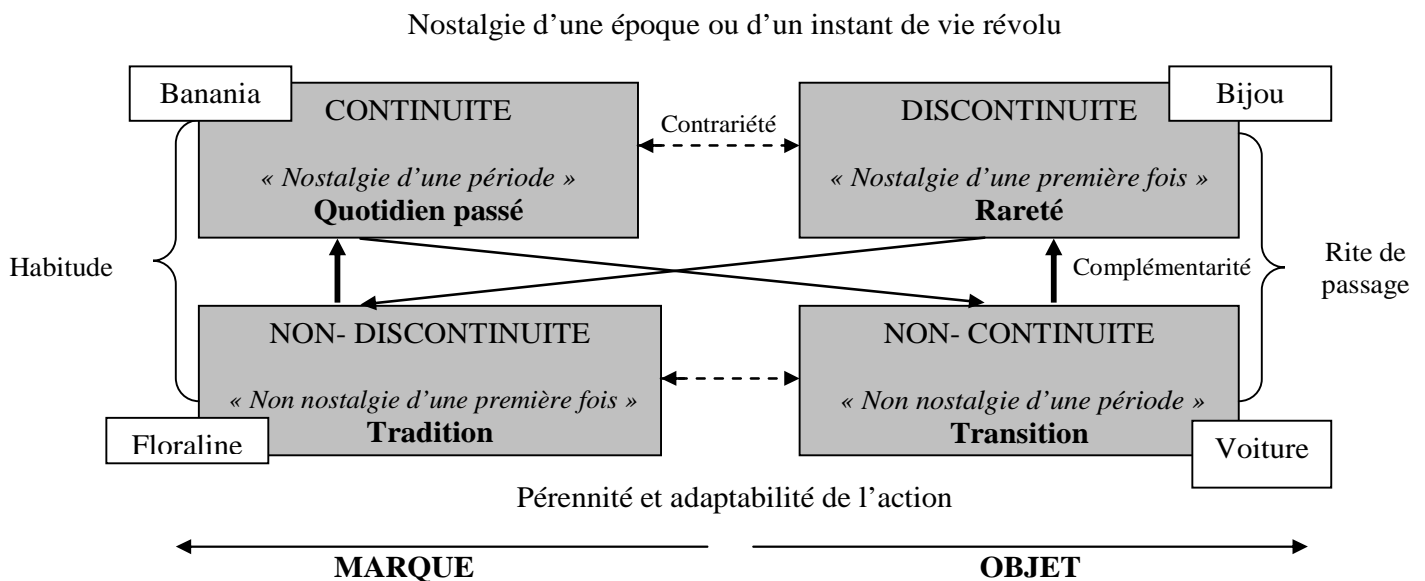 Nostalgie d’une époque ou d’un instant de vie révolu
Banania
CONTINUITE
« Nostalgie d’une période »
Quotidien passé
Contrariété
Bijou
DISCONTINUITE
« Nostalgie d’une première fois »
Rareté
Habitude
Complémentarité
Rite de
passage
NON- DISCONTINUITE
« Non nostalgie d’une première fois »
Tradition
Floraline
NON- CONTINUITE
« Non nostalgie d’une période »
Transition
Voiture
Pérennité et adaptabilité de l’action
MARQUE
OBJET